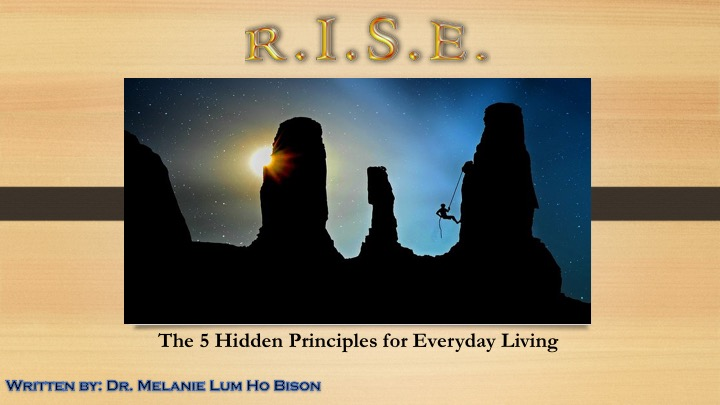 R.I.S.E.
The 5 Hidden Principles for Everyday Living
Written by: Dr. Melanie Lum Ho Bison